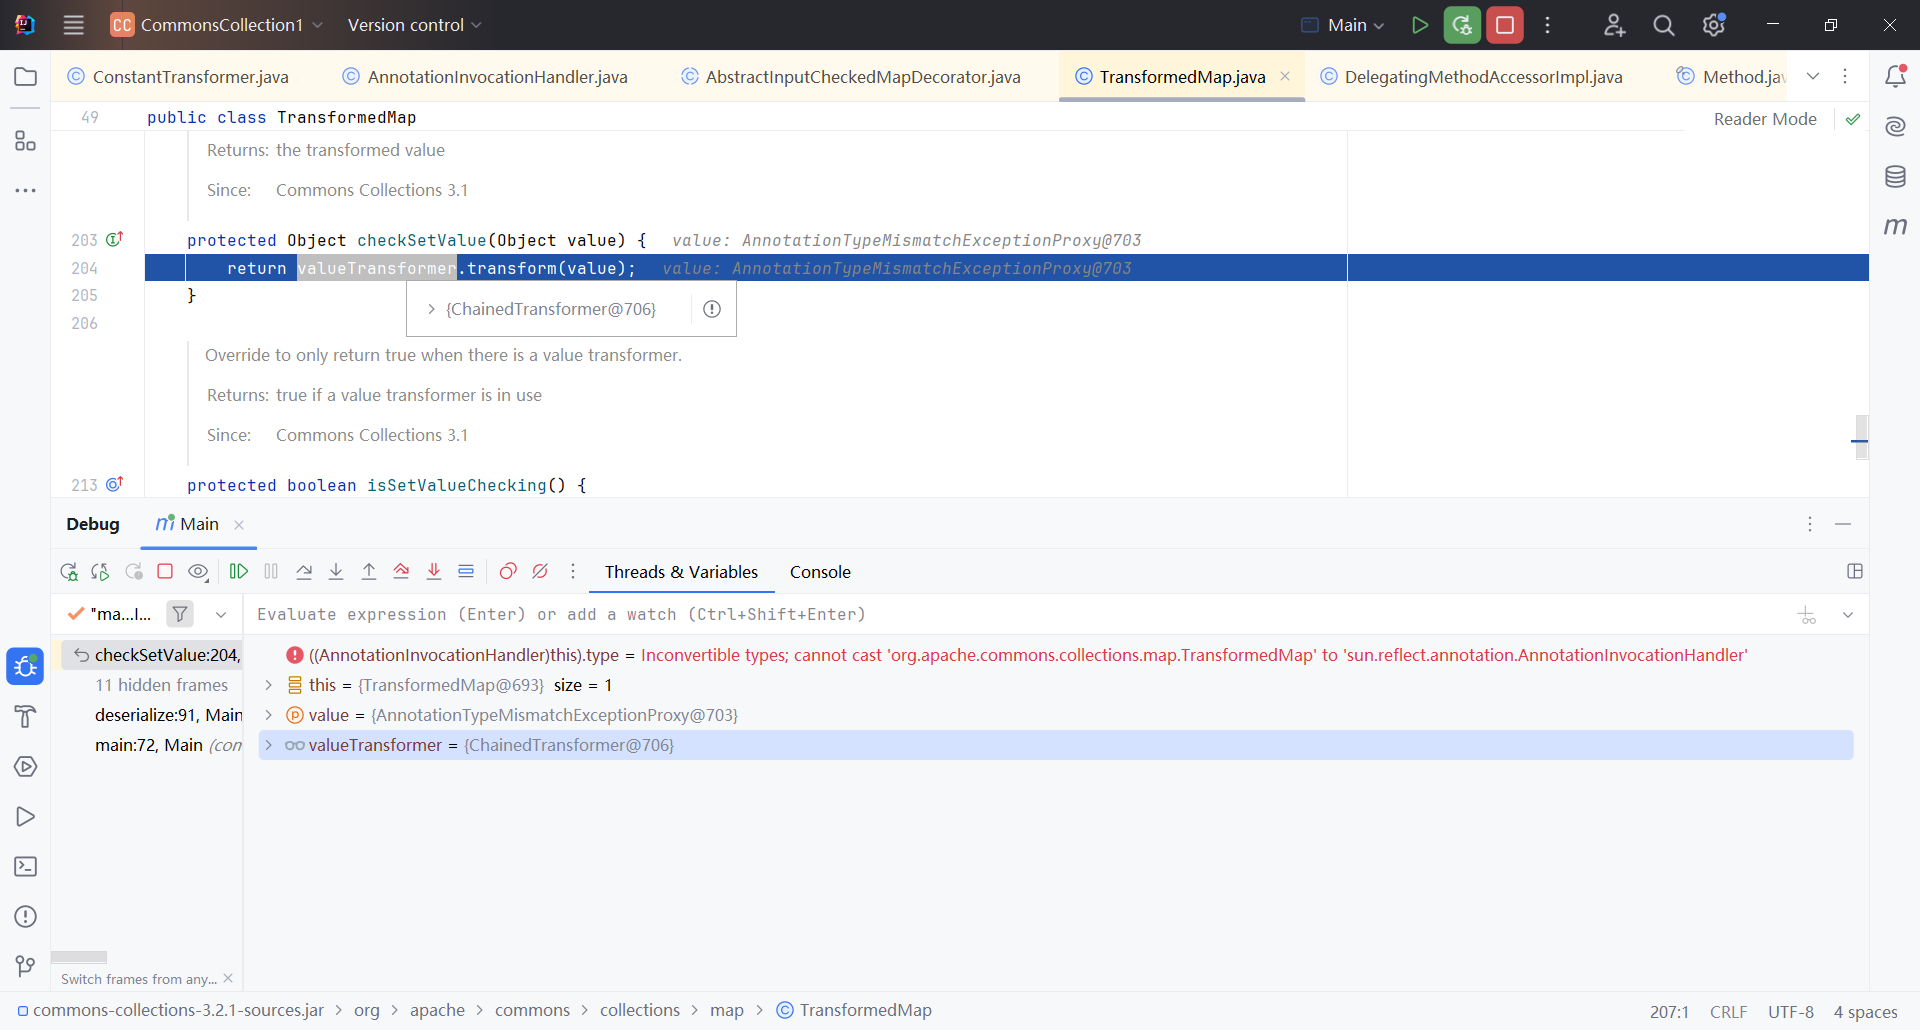 CC CommonsCollection1 Version control Main
ConstantTransformer.java AnnotationInvocationHandler.java AbstractInputCheckedMapDecorator.java TransformedMap.java DelegatingMethodAccessorImpl.java Method.jav
49 public class TransformedMap Reader Mode
Returns: the transformed value
Since: Commons Collections 3.1
203 protected Object checkSetValue(Object value) { value: AnnotationTypeMismatchExceptionProxy@703
204 return valueTransformer.transform(value); value: AnnotationTypeMismatchExceptionProxy@703
205 }
{ChainedTransformer@706}
206
Override to only return true when there is a value transformer.
Returns: true if a value transformer is in use
Since: Commons Collections 3.1
213 protected boolean isSetValueChecking() {
Debug Main
Threads & Variables Console
"ma...I... Evaluate expression (Enter) or add a watch (Ctrl+Shift+Enter)
checkSetValue:204, ((AnnotationInvocationHandler)this).type = Inconvertible types; cannot cast 'org.apache.commons.collections.map.TransformedMap' to 'sun.reflect.annotation.AnnotationInvocationHandler'
11 hidden frames this = {TransformedMap@693} size = 1
deserialize:91, Main value = {AnnotationTypeMismatchExceptionProxy@703}
main:72, Main (con valueTransformer = {ChainedTransformer@706}
Switch frames from any...
commons-collections-3.2.1-sources.jar > org > apache > commons > collections > map > TransformedMap 207:1 CRLF UTF-8 4 spaces